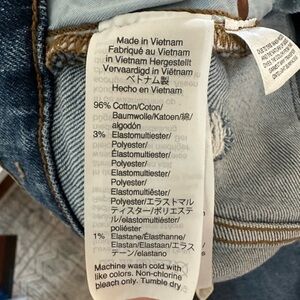 Made in Vietnam
Fabriqué au Vietnam
in Vietnam Hergestellt
Vervaardigd in Viëtnam
ベトナム製
Hecho en Vietnam
96% Cotton/Coton/
Baumwolle/Katoen/綿/
algodón
3% Elastomultiester/
Polyester/
Elastomultiester/
Polyester/
Elastomultiester/
Polyester/
Elastomultiester/
Polyester/エラストマル
ティエスター/ポリエステ
ル/elastomultiéster/
poliéster
1% Elastane/Élasthanne/
Elastan/Elastaan/エラス
テーン/elastano
Machine wash cold with
like colors. Non-chlorine
bleach only. Tumble dry